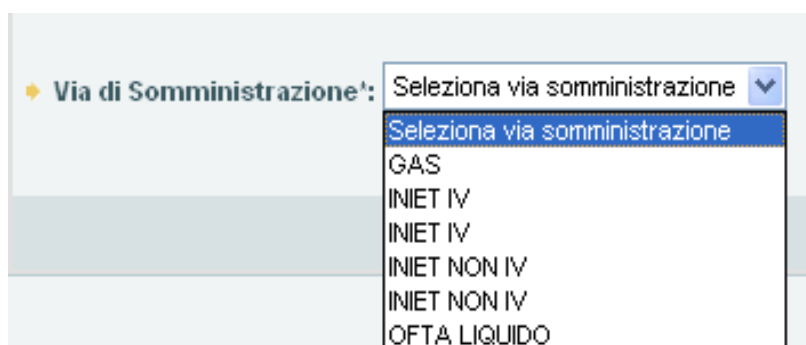 Via di Somministrazione*: Seleziona via somministrazione
Seleziona via somministrazione
GAS
INIET IV
INIET IV
INIET NON IV
INIET NON IV
OFTA LIQUIDO